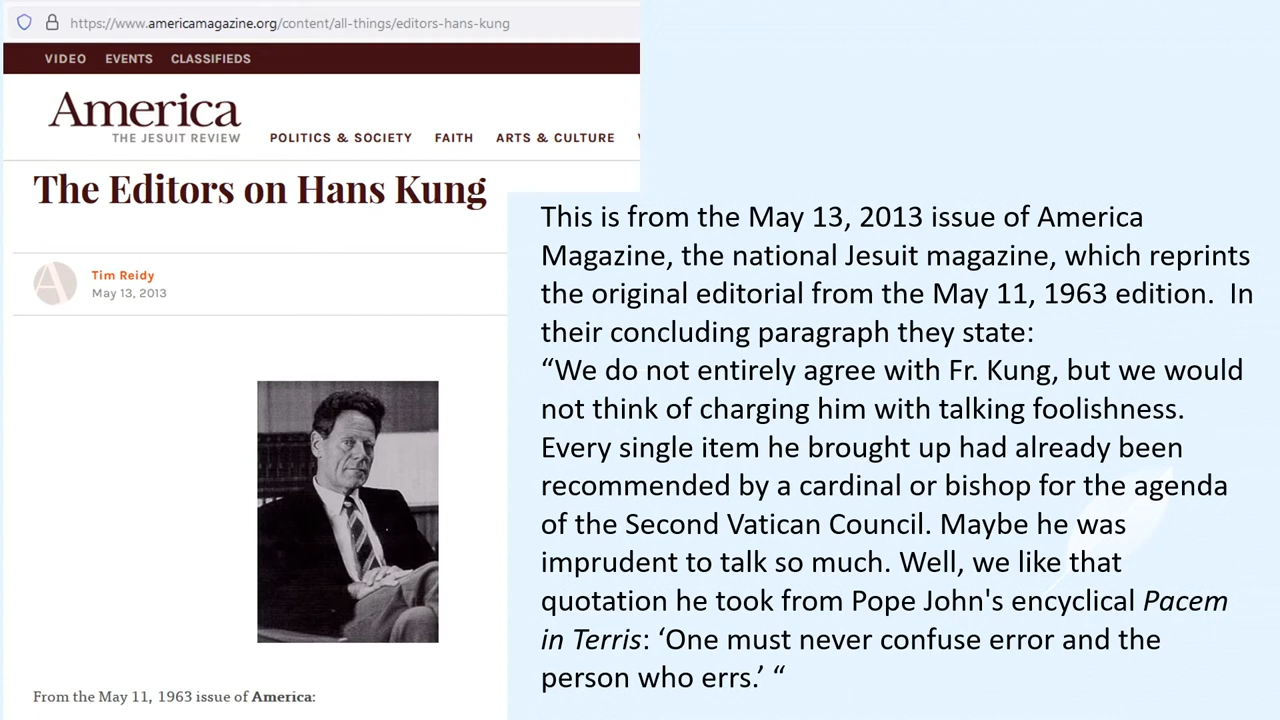 https://www.americamagazine.org/content/all-things/editors-hans-kung
VIDEO EVENTS CLASSIFIEDS
America
THE JESUIT REVIEW
POLITICS & SOCIETY FAITH ARTS & CULTURE
The Editors on Hans Kung
Tim Reidy
May 13, 2013
From the May 11, 1963 issue of America:
This is from the May 13, 2013 issue of America
Magazine, the national Jesuit magazine, which reprints
the original editorial from the May 11, 1963 edition.  In
their concluding paragraph they state:
“We do not entirely agree with Fr. Kung, but we would
not think of charging him with talking foolishness.
Every single item he brought up had already been
recommended by a cardinal or bishop for the agenda
of the Second Vatican Council. Maybe he was
imprudent to talk so much. Well, we like that
quotation he took from Pope John's encyclical Pacem
in Terris: ‘One must never confuse error and the
person who errs.’ “